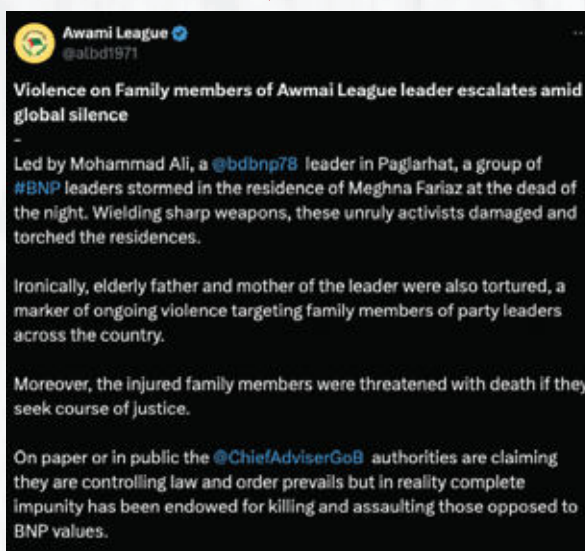 Awami League
@albd1971
Violence on Family members of Awmai League leader escalates amid
global silence
-
Led by Mohammad Ali, a @bdbnp78 leader in Paglarhat, a group of
#BNP leaders stormed in the residence of Meghna Fariaz at the dead of
the night. Wielding sharp weapons, these unruly activists damaged and
torched the residences.
Ironically, elderly father and mother of the leader were also tortured, a
marker of ongoing violence targeting family members of party leaders
across the country.
Moreover, the injured family members were threatened with death if they
seek course of justice.
On paper or in public the @ChiefAdviserGoB authorities are claiming
they are controlling law and order prevails but in reality complete
impunity has been endowed for killing and assaulting those opposed to
BNP values.